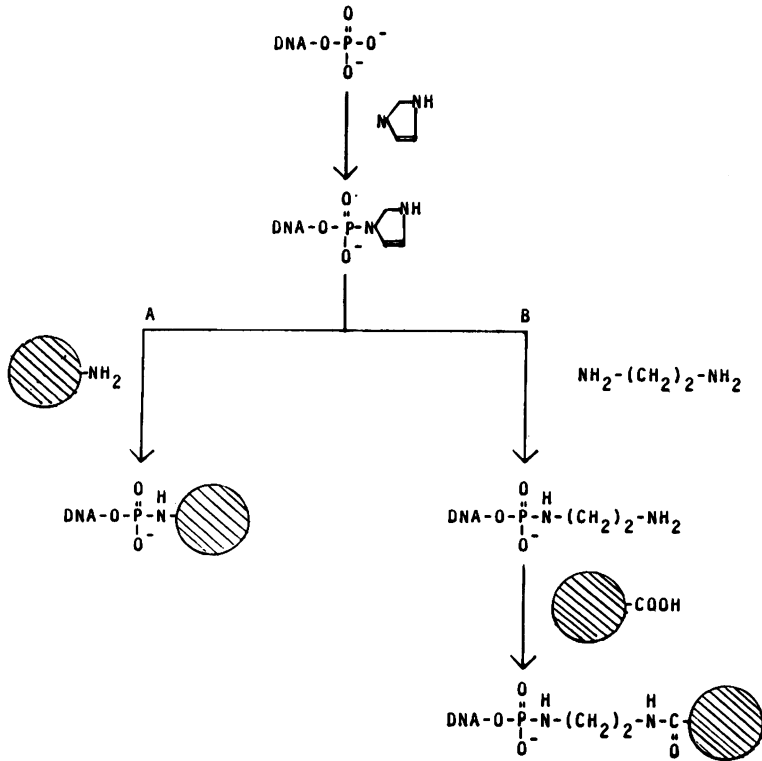 O
DNA-O-P-O⁻
O⁻
N NH
O
DNA-O-P-N NH
O⁻
A
B
-NH₂
NH₂-(CH₂)₂-NH₂
O H
DNA-O-P-N-
O⁻
O H
DNA-O-P-N-(CH₂)₂-NH₂
O⁻
-COOH
O H H
DNA-O-P-N-(CH₂)₂-N-C-
O⁻ O